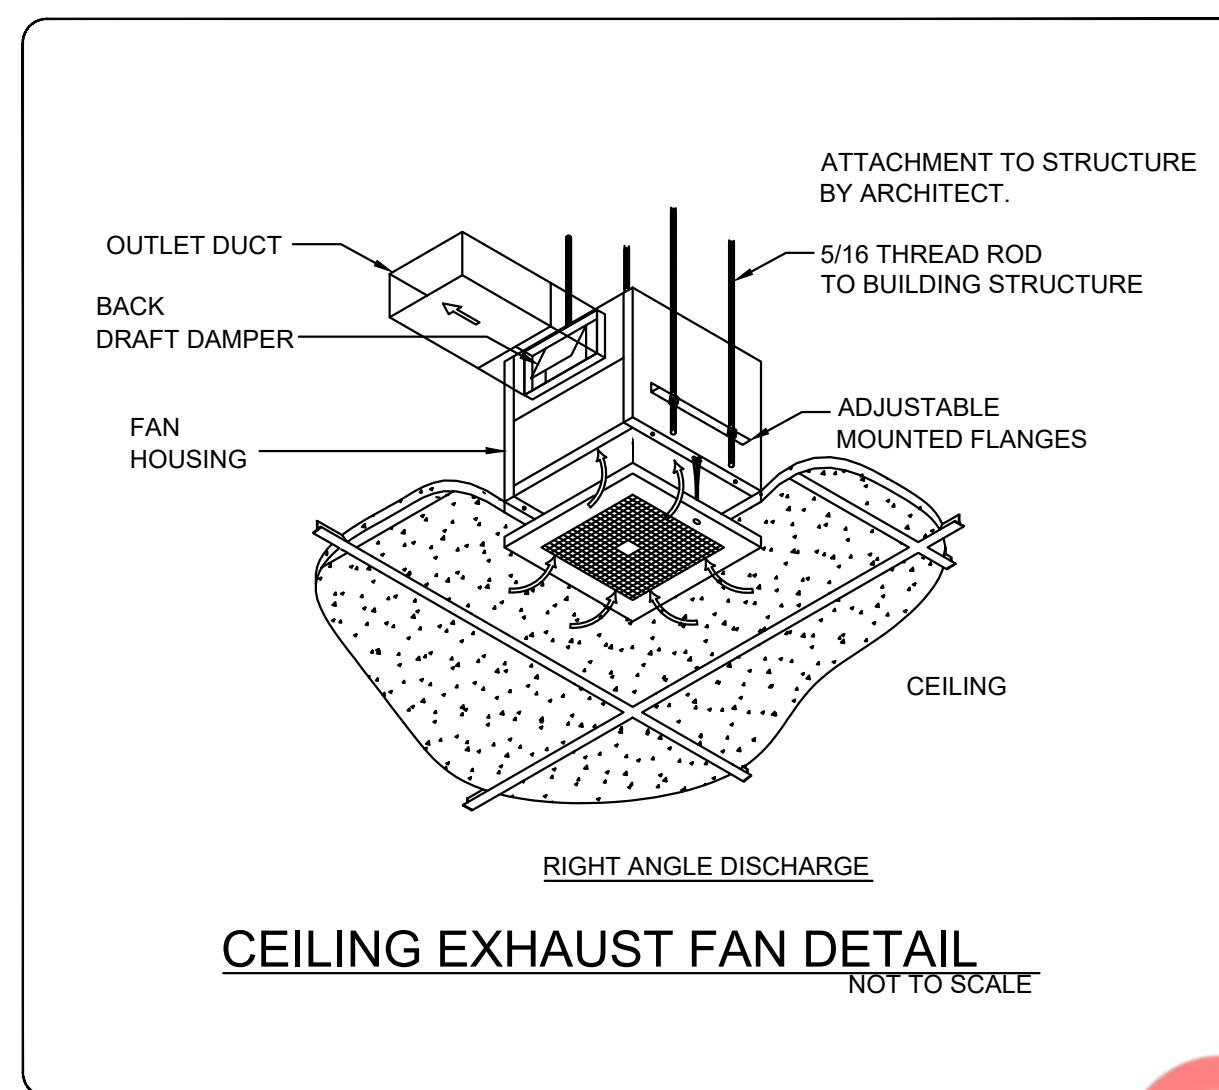 ATTACHMENT TO STRUCTURE
BY ARCHITECT.
OUTLET DUCT
5/16 THREAD ROD
TO BUILDING STRUCTURE
BACK
DRAFT DAMPER
ADJUSTABLE
MOUNTED FLANGES
FAN
HOUSING
CEILING
RIGHT ANGLE DISCHARGE
CEILING EXHAUST FAN DETAIL
NOT TO SCALE